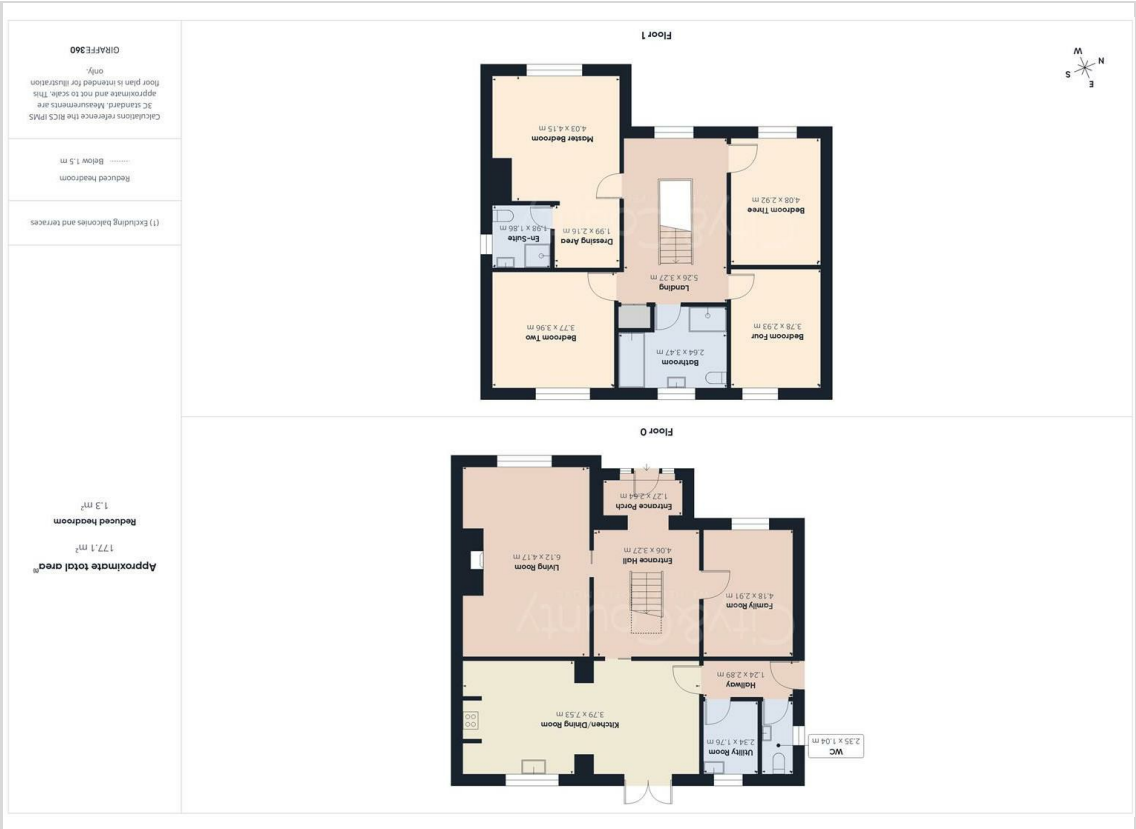 Approximate total area(1)
177.1 m²
Reduced headroom
1.3 m²
(1) Excluding balconies and terraces
Reduced headroom
Below 1.5 m
Calculations reference the RICS IPMS
3C standard. Measurements are
approximate and not to scale. This
floor plan is intended for illustration
only.
GIRAFFE360
Floor 0
WC
2.35 x 1.04 m
Utility Room
2.34 x 1.76 m
Kitchen/Dining Room
3.79 x 7.53 m
Hallway
1.24 x 2.89 m
Family Room
4.18 x 2.91 m
Entrance Hall
4.06 x 3.27 m
Living Room
6.12 x 4.17 m
Entrance Porch
1.27 x 2.64 m
City&County
Floor 1
Bedroom Four
3.78 x 2.93 m
Bathroom
2.64 x 3.47 m
Bedroom Two
3.77 x 3.96 m
Landing
5.26 x 3.27 m
Dressing Area
1.99 x 2.16 m
En-Suite
1.98 x 1.86 m
Bedroom Three
4.08 x 2.92 m
Master Bedroom
4.03 x 4.15 m
City&County
E
S
N
W